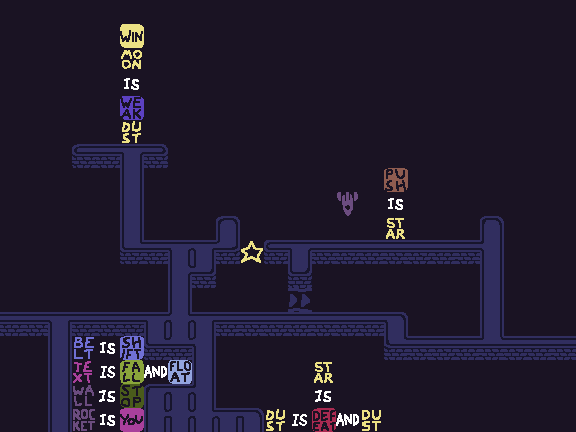 WIN
MOON
IS
WEAK
DUST
PUSH
IS
STAR
BELT IS SHIFT
TEXT IS FALL AND FLOAT
WALL IS STOP
ROCKET IS YOU
STAR
IS
DUST IS DEFEAT AND DUST